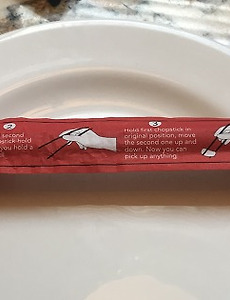 2
second
stick hold
you hold a
3
Hold first chopstick in
original position, move
the second one up and
down. Now you can
pick up anything.